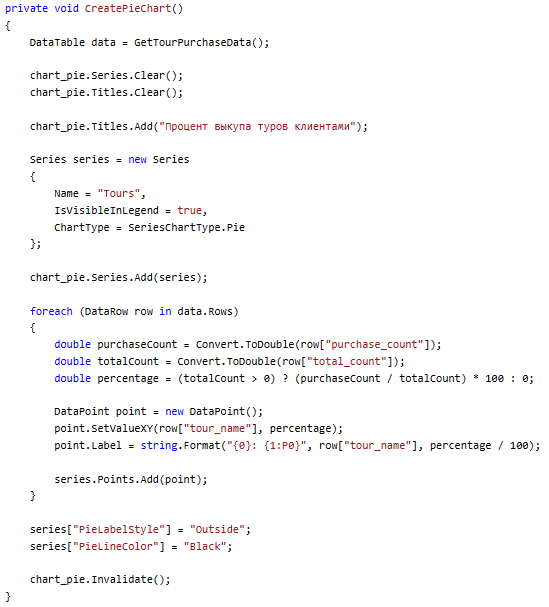 private void CreatePieChart()
{
    DataTable data = GetTourPurchaseData();

    chart_pie.Series.Clear();
    chart_pie.Titles.Clear();

    chart_pie.Titles.Add("Процент выкупа туров клиентами");

    Series series = new Series
    {
        Name = "Tours",
        IsVisibleInLegend = true,
        ChartType = SeriesChartType.Pie
    };

    chart_pie.Series.Add(series);

    foreach (DataRow row in data.Rows)
    {
        double purchaseCount = Convert.ToDouble(row["purchase_count"]);
        double totalCount = Convert.ToDouble(row["total_count"]);
        double percentage = (totalCount > 0) ? (purchaseCount / totalCount) * 100 : 0;

        DataPoint point = new DataPoint();
        point.SetValueXY(row["tour_name"], percentage);
        point.Label = string.Format("{0}: {1:P0}", row["tour_name"], percentage / 100);

        series.Points.Add(point);
    }

    series["PieLabelStyle"] = "Outside";
    series["PieLineColor"] = "Black";

    chart_pie.Invalidate();
}